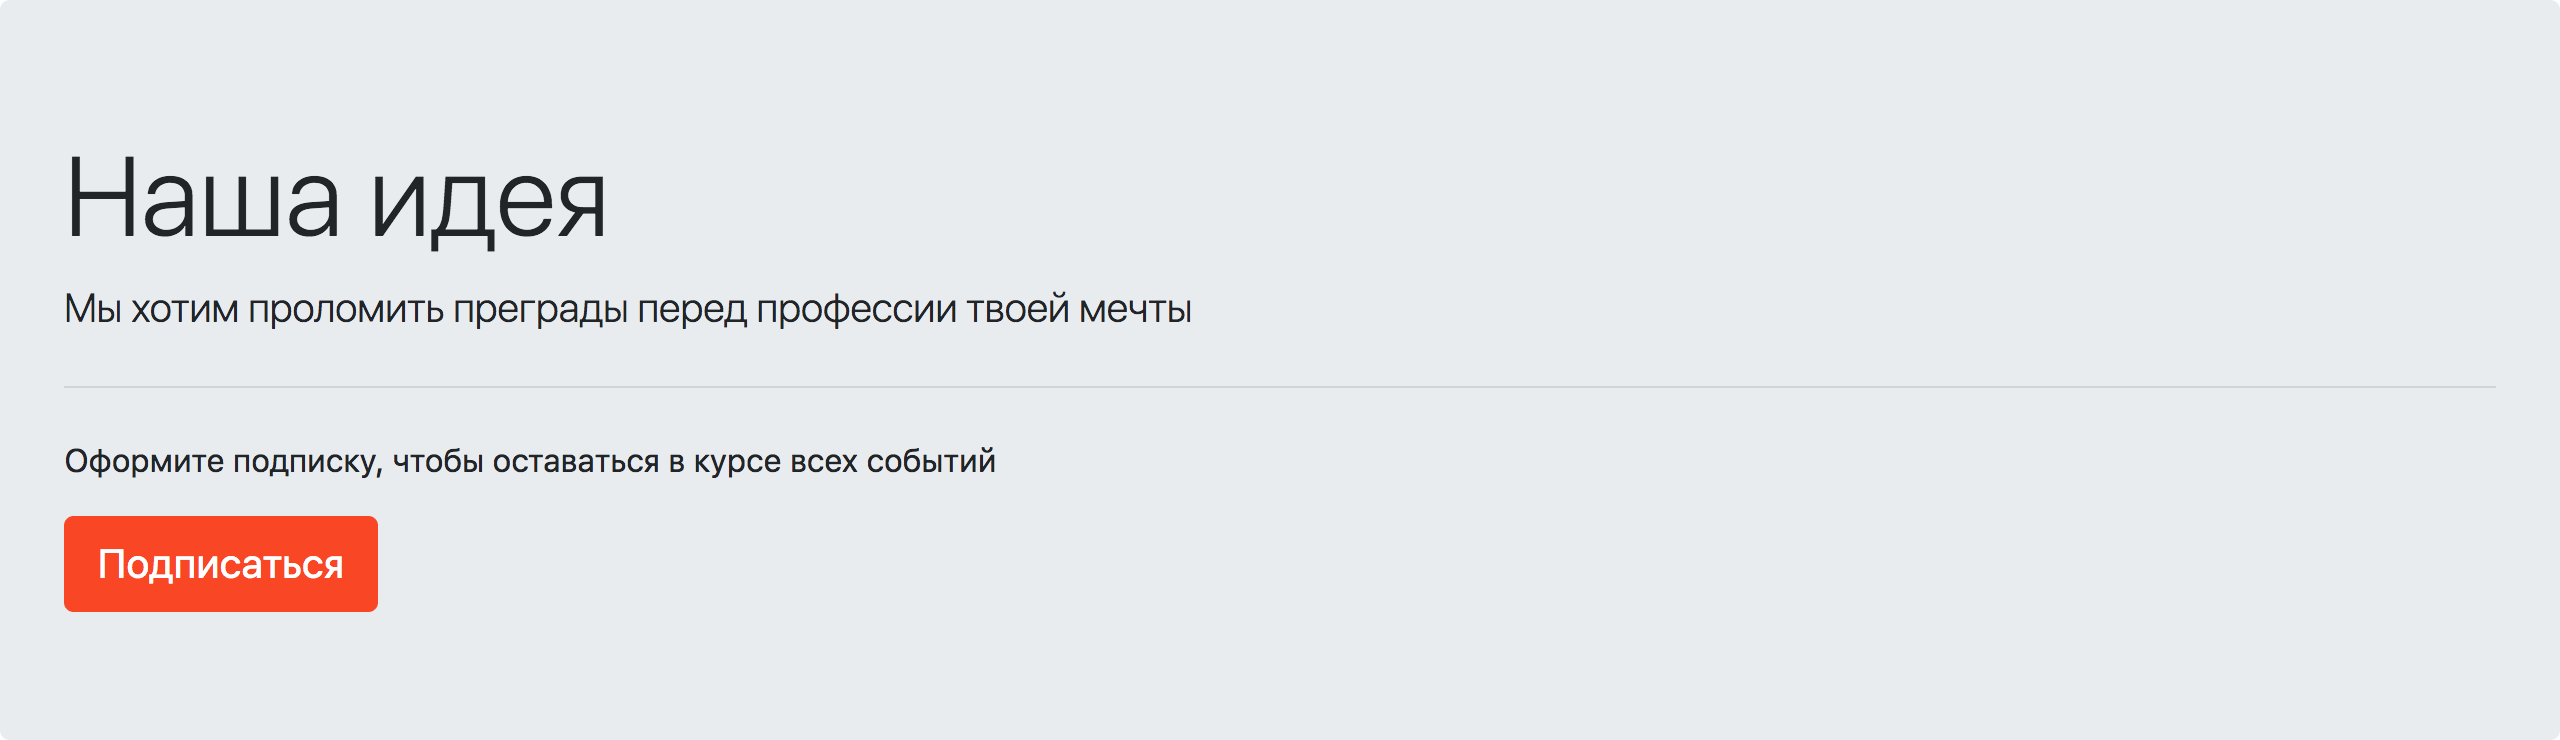 Наша идея
Мы хотим проломить преграды перед профессии твоей мечты
Оформите подписку, чтобы оставаться в курсе всех событий
Подписаться